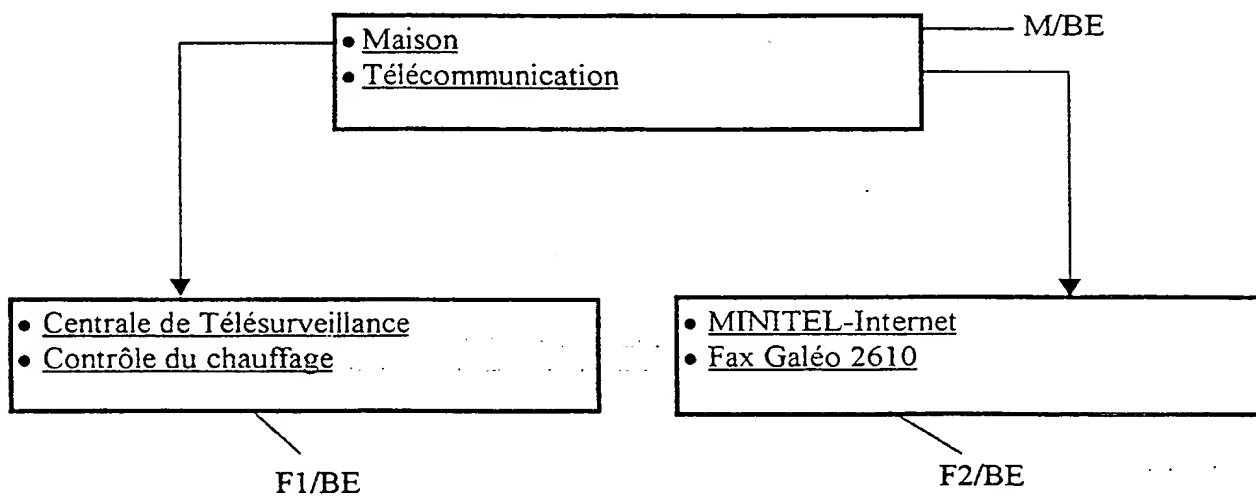 • Maison
• Télécommunication
M/BE
• Centrale de Télésurveillance
• Contrôle du chauffage
• MINITEL-Internet
• Fax Galéo 2610
F1/BE
F2/BE